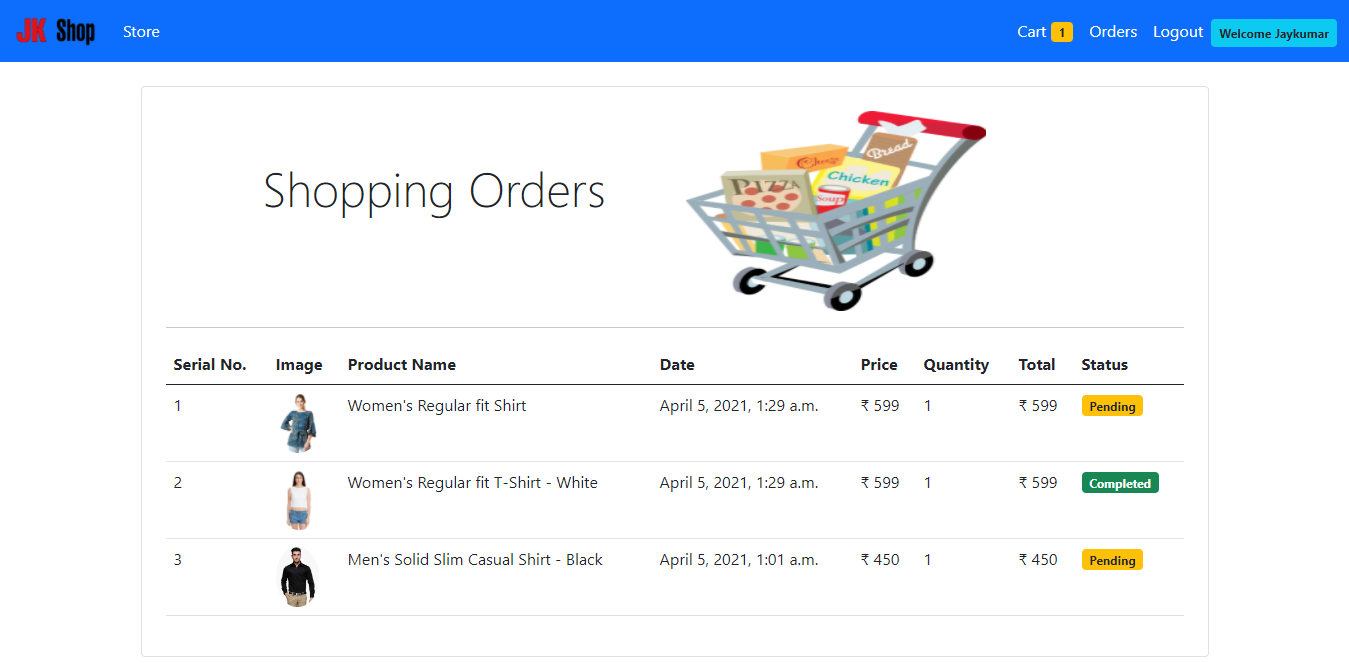 JK Shop Store Cart 1 Orders Logout Welcome Jaykumar
Shopping Orders
Cheese
Bread
PIZZA
Chicken
Soup
Serial No. Image Product Name Date Price Quantity Total Status
1 Women's Regular fit Shirt April 5, 2021, 1:29 a.m. ₹ 599 1 ₹ 599 Pending
2 Women's Regular fit T-Shirt - White April 5, 2021, 1:29 a.m. ₹ 599 1 ₹ 599 Completed
3 Men's Solid Slim Casual Shirt - Black April 5, 2021, 1:01 a.m. ₹ 450 1 ₹ 450 Pending